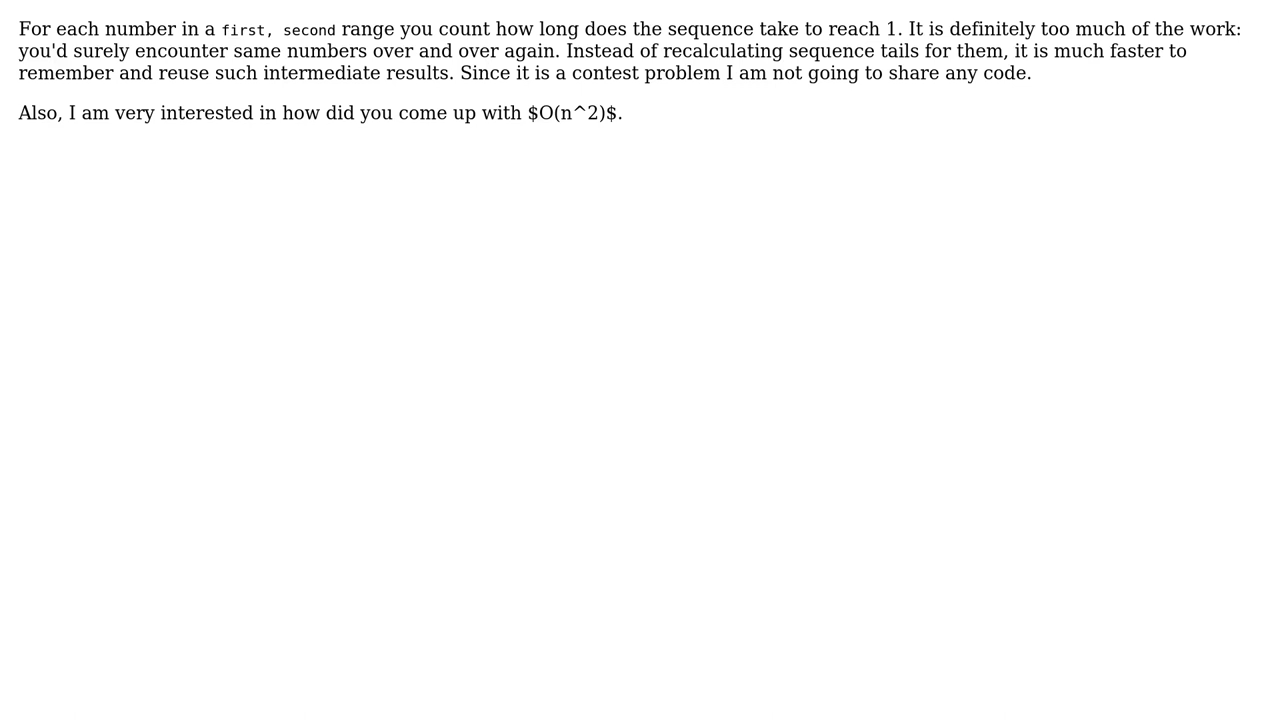 For each number in a first, second range you count how long does the sequence take to reach 1. It is definitely too much of the work:
you'd surely encounter same numbers over and over again. Instead of recalculating sequence tails for them, it is much faster to
remember and reuse such intermediate results. Since it is a contest problem I am not going to share any code.
Also, I am very interested in how did you come up with $O(n^2)$.